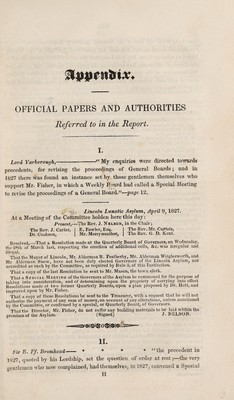 Appendix.
OFFICIAL PAPERS AND AUTHORITIES
Referred to in the Report.
I.
Lord Yarborough,————"My enquiries were directed towards
precedents, for revising the proceedings of General Boards; and in
1827 there was found an instance set by those gentlemen themselves who
support Mr. Fisher, in which a Weekly Board had called a Special Meeting
to revise the proceedings of a General Board."—page 12.
Lincoln Lunatic Asylum, April 9, 1827.
At a Meeting of the Committee holden here this day:
Present,—The Rev. J. NELSON, in the Chair;
The Rev. J. Carter, R. Fowler, Esq. The Rev. Mr. Curtois,
Dr. Cookson, Mr. Merryweather, The Rev. G. D. Kent.
Resolved,—That a Resolution made at the Quarterly Board of Governors, on Wednesday,
the 28th of March last, respecting the erection of additional cells, &c. was irregular and
void.
That the Mayor of Lincoln, Mr. Alderman B. Featherby, Mr. Alderman Wriglesworth, and
Mr. Alderman Snow, have not been duly elected Governors of the Lincoln Asylum, nor
admitted as such by the Committee, as required by Rule 5, of this Institution.
That a copy of the last Resolution be sent to Mr. Mason, the town clerk.
That a SPECIAL MEETING of the Governors of the Asylum be summoned for the purpose of
taking into consideration, and of determining upon the propriety of carrying into effect
Resolutions made at two former Quarterly Boards, upon a plan proposed by Dr. Hett, and
improved upon by Mr. Fisher.
That a copy of these Resolutions be sent to the Treasurer, with a request that he will not
authorise the payment of any sum of money, on account of any alterations, unless sanctioned
by the Committee, or confirmed by a special, or Quarterly, Board of Governors.
That the Director, Mr. Fisher, do not suffer any building materials to be laid within the
premises of the Asylum. (Signed) J. NELSON.
II.
Sir E. Ff. Bromhead— • • • "the precedent in
1827, quoted by his Lordship, set the question of order at rest;—the very
gentlemen who now complained, had themselves, in 1827, convened a Special
H